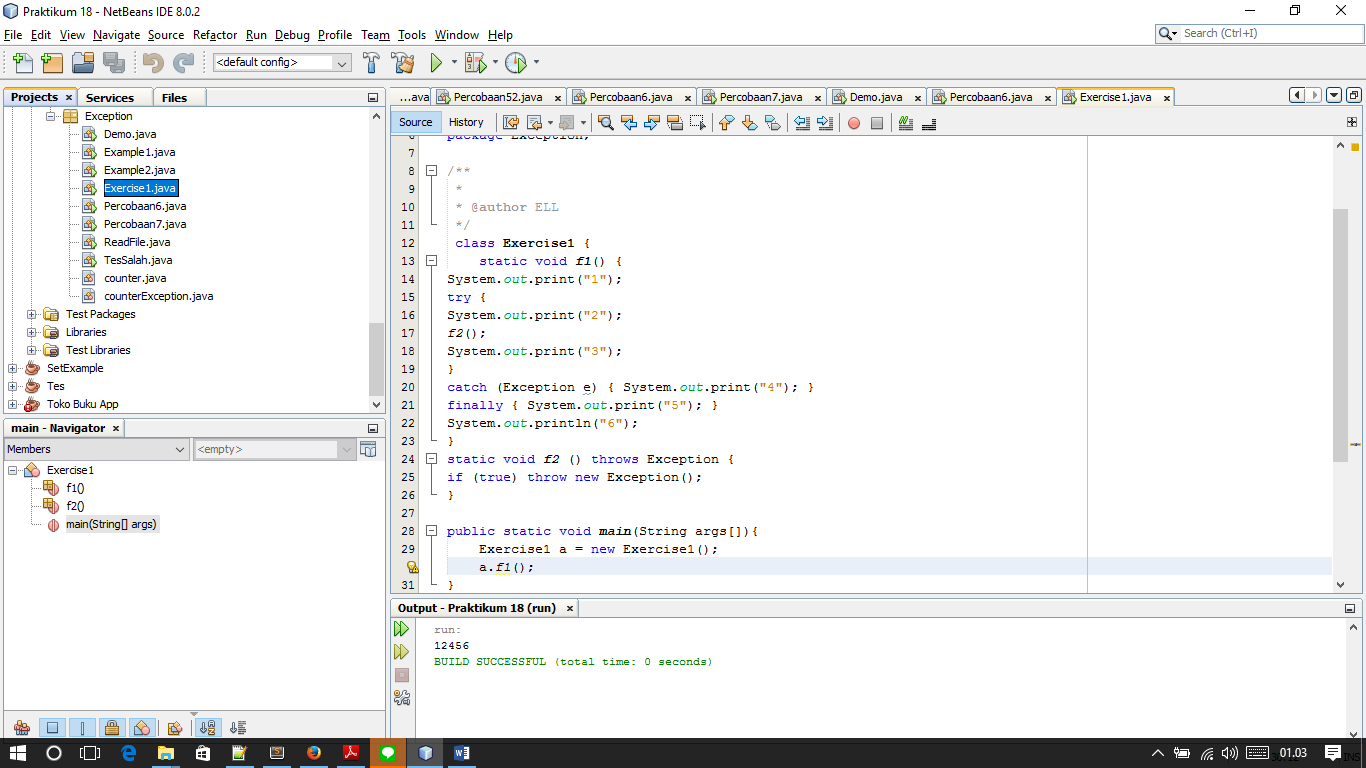 Praktikum 18 - NetBeans IDE 8.0.2
File Edit View Navigate Source Refactor Run Debug Profile Team Tools Window Help
Search (Ctrl+I)
<default config>
Projects Services Files
Exception
Demo.java
Example1.java
Example2.java
Exercise1.java
Percobaan6.java
Percobaan7.java
ReadFile.java
TesSalah.java
counter.java
counterException.java
Test Packages
Libraries
Test Libraries
SetExample
Tes
Toko Buku App
main - Navigator
Members <empty>
Exercise1
f1()
f2()
main(String[] args)
...ava Percobaan52.java Percobaan6.java Percobaan7.java Demo.java Percobaan6.java Exercise1.java
Source History
6 package Exception;
7
8 /**
9 *
10 * @author ELL
11 */
12 class Exercise1 {
13 static void f1() {
14 System.out.print("1");
15 try {
16 System.out.print("2");
17 f2();
18 System.out.print("3");
19 }
20 catch (Exception e) { System.out.print("4"); }
21 finally { System.out.print("5"); }
22 System.out.println("6");
23 }
24 static void f2 () throws Exception {
25 if (true) throw new Exception();
26 }
27
28 public static void main(String args[]){
29 Exercise1 a = new Exercise1();
a.f1();
31 }
Output - Praktikum 18 (run)
run:
12456
BUILD SUCCESSFUL (total time: 0 seconds)
01.03